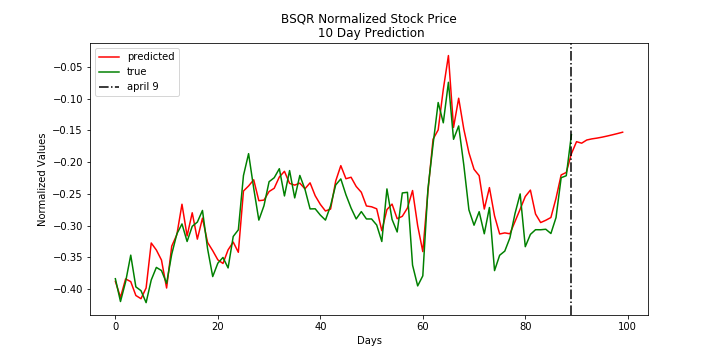 BSQR Normalized Stock Price
10 Day Prediction
predicted
true
april 9
Normalized Values
−0.05
−0.10
−0.15
−0.20
−0.25
−0.30
−0.35
−0.40
0 20 40 60 80 100
Days